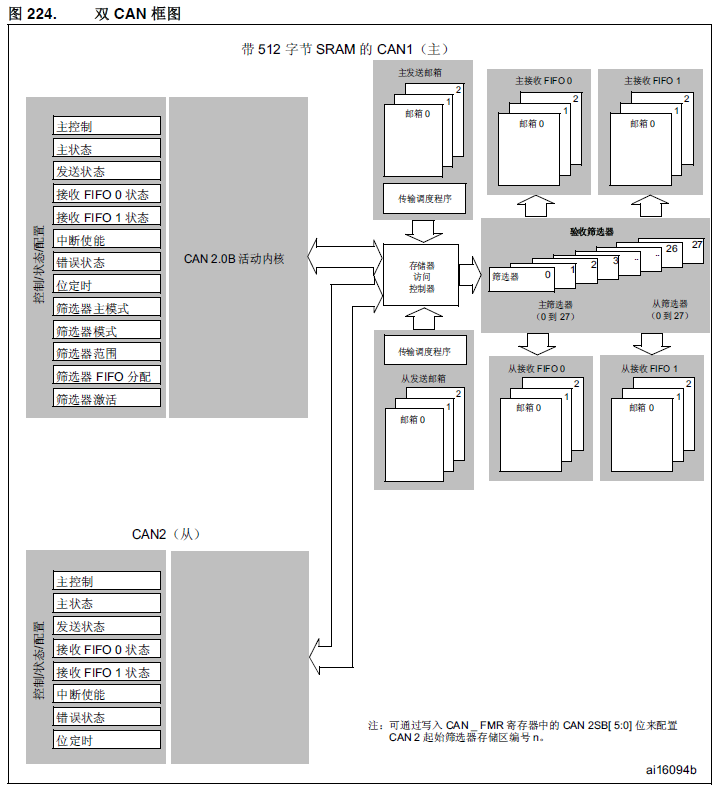 图 224. 双 CAN 框图
带 512 字节 SRAM 的 CAN1（主）
控制/状态/配置
主控制
主状态
发送状态
接收 FIFO 0 状态
接收 FIFO 1 状态
中断使能
错误状态
位定时
筛选器主模式
筛选器模式
筛选器范围
筛选器 FIFO 分配
筛选器激活
CAN 2.0B 活动内核
主发送邮箱
2
1
邮箱 0
传输调度程序
存储器
访问
控制器
传输调度程序
从发送邮箱
2
1
邮箱 0
主接收 FIFO 0
2
1
邮箱 0
主接收 FIFO 1
2
1
邮箱 0
验收筛选器
筛选器 0 1 2 3 .. .. 26 27
主筛选器
（0 到 27）
从筛选器
（0 到 27）
从接收 FIFO 0
2
1
邮箱 0
从接收 FIFO 1
2
1
邮箱 0
CAN2（从）
控制/状态/配置
主控制
主状态
发送状态
接收 FIFO 0 状态
接收 FIFO 1 状态
中断使能
错误状态
位定时
注：可通过写入 CAN _ FMR 寄存器中的 CAN 2SB[ 5:0] 位来配置
CAN 2 起始筛选器存储区编号 n。
ai16094b